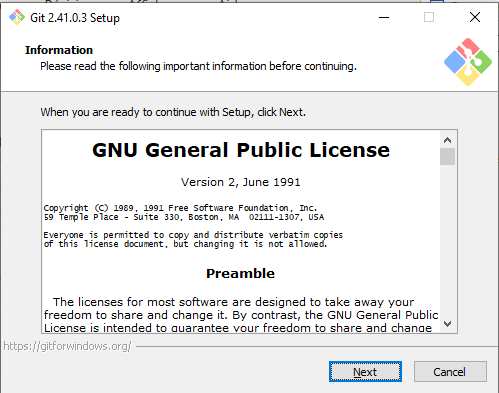 Git 2.41.0.3 Setup
Information
Please read the following important information before continuing.
When you are ready to continue with Setup, click Next.
GNU General Public License
Version 2, June 1991
Copyright (C) 1989, 1991 Free Software Foundation, Inc.
59 Temple Place - Suite 330, Boston, MA  02111-1307, USA
Everyone is permitted to copy and distribute verbatim copies
of this license document, but changing it is not allowed.
Preamble
The licenses for most software are designed to take away your
freedom to share and change it. By contrast, the GNU General Public
License is intended to guarantee your freedom to share and change
https://gitforwindows.org/
Next
Cancel